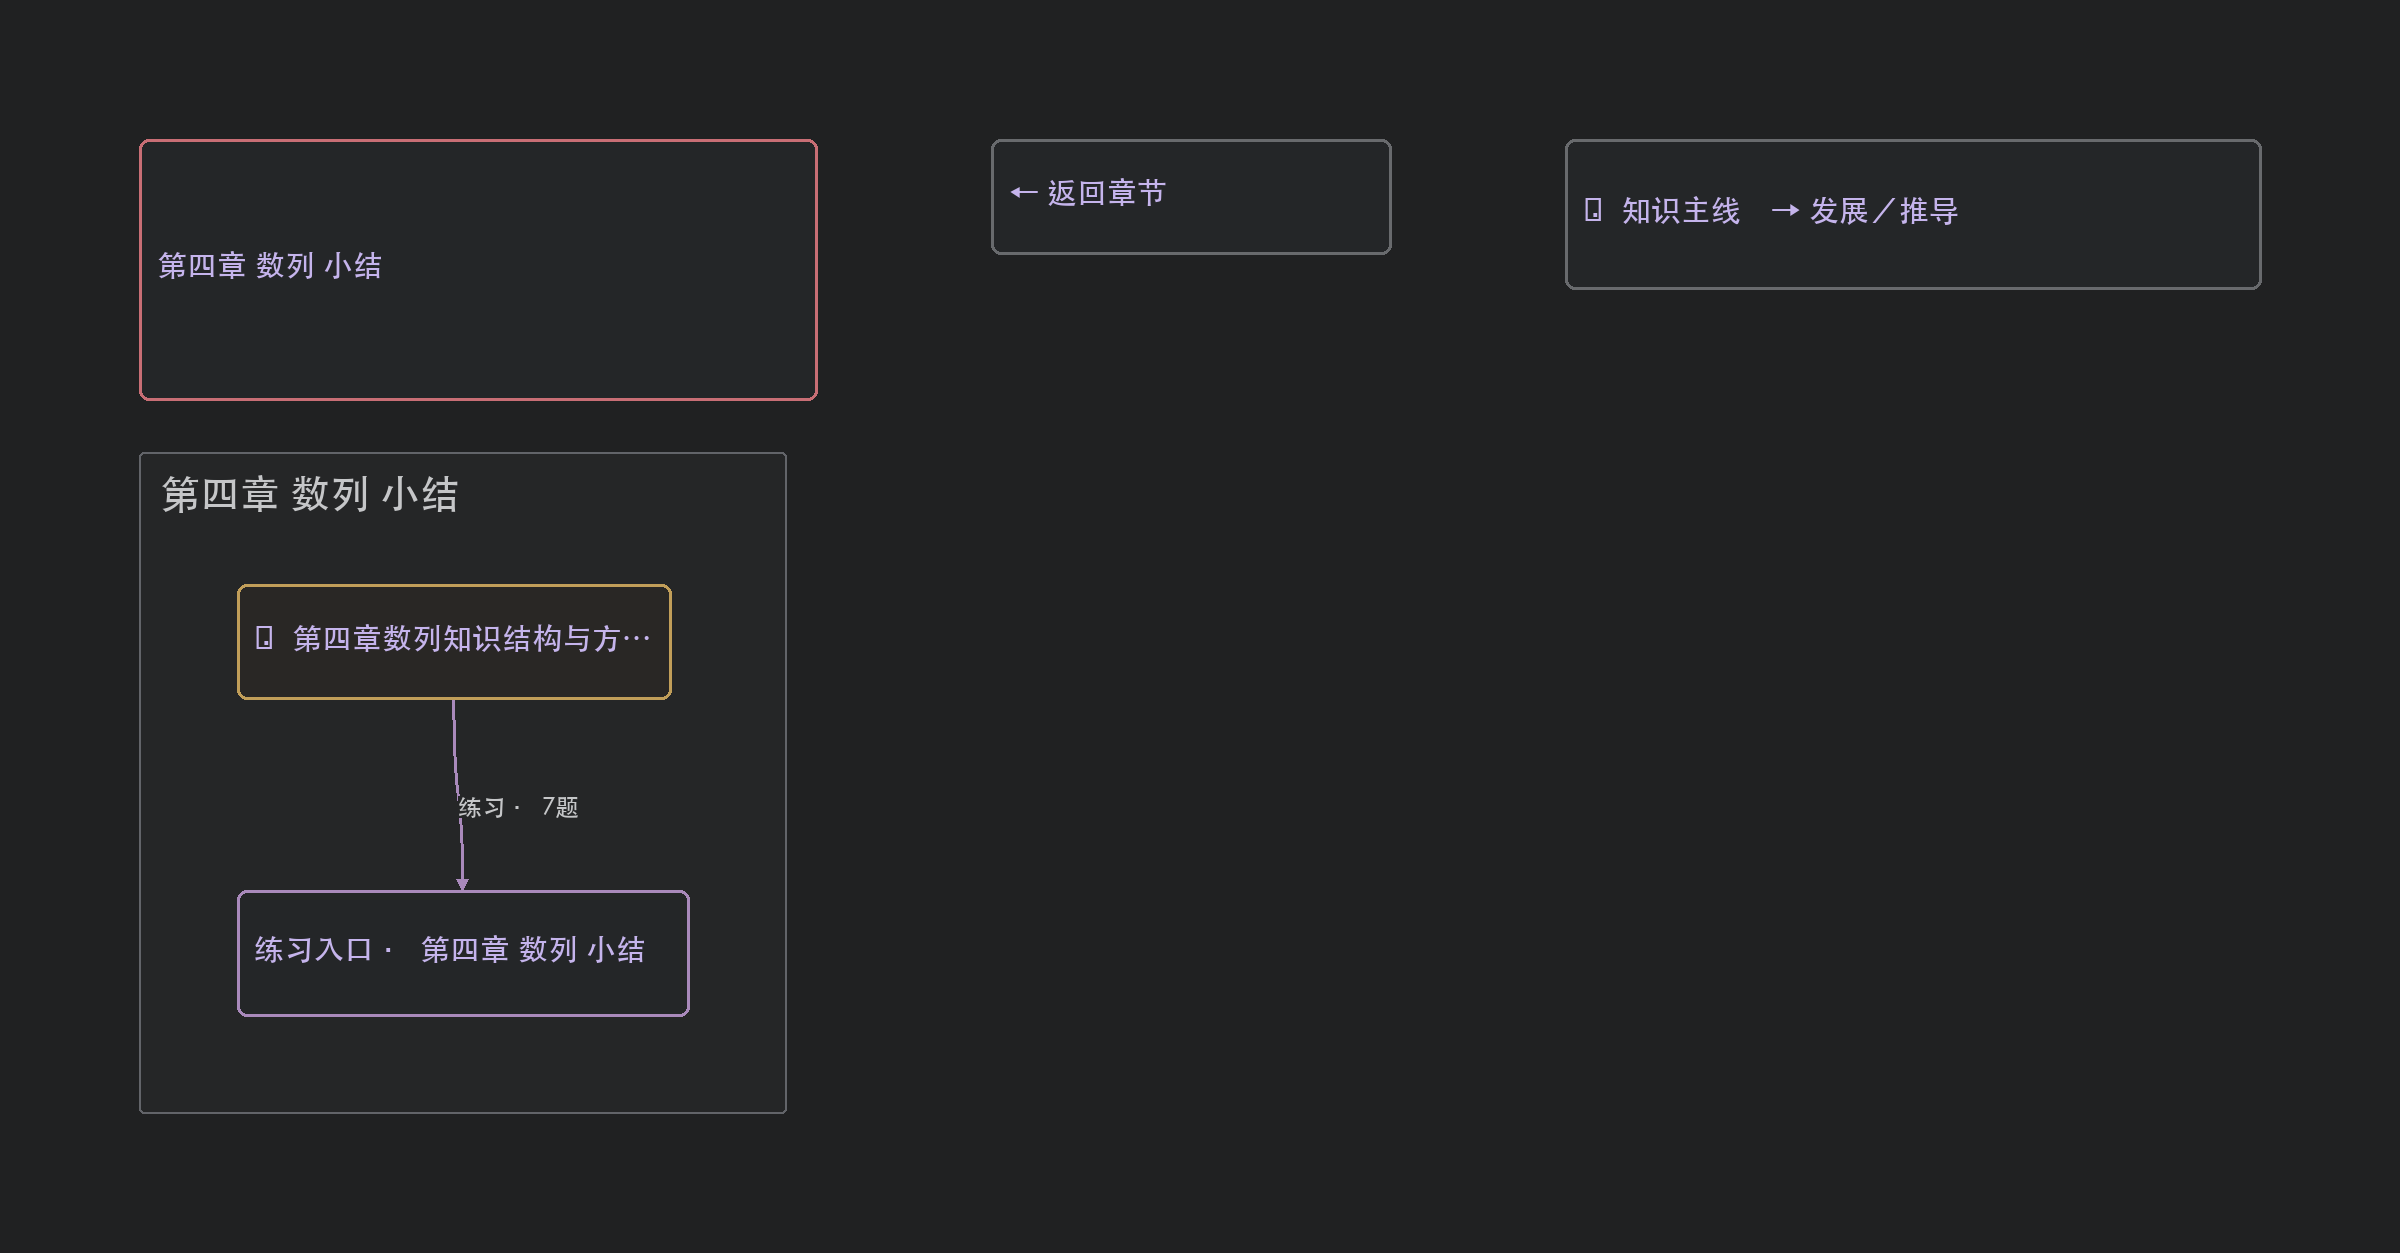 第四章 数列 小结
← 返回章节
知识主线 → 发展／推导
第四章 数列 小结
第四章数列知识结构与方…
练习 · 7题
练习入口 · 第四章 数列 小结